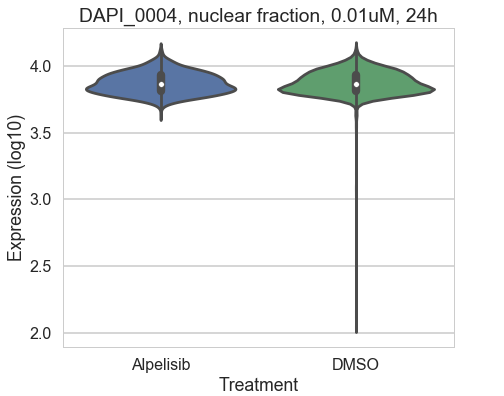 DAPI_0004, nuclear fraction, 0.01uM, 24h
Expression (log10)
4.0
3.5
3.0
2.5
2.0
Alpelisib
DMSO
Treatment